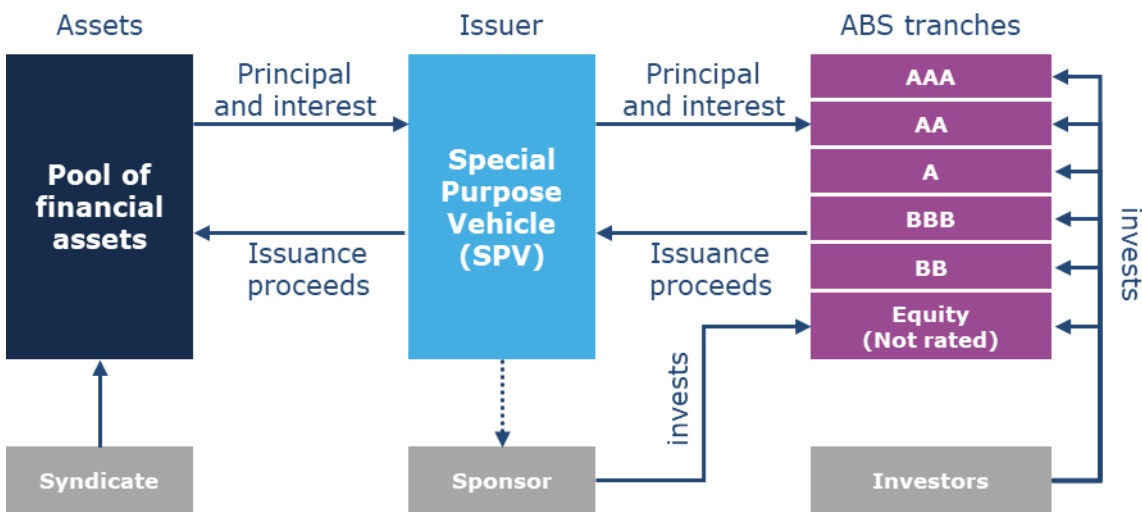 Assets
Issuer
ABS tranches
Pool of
financial
assets
Principal
and interest
Issuance
proceeds
Special
Purpose
Vehicle
(SPV)
Principal
and interest
Issuance
proceeds
AAA
AA
A
BBB
BB
Equity
(Not rated)
invests
invests
Syndicate
Sponsor
Investors